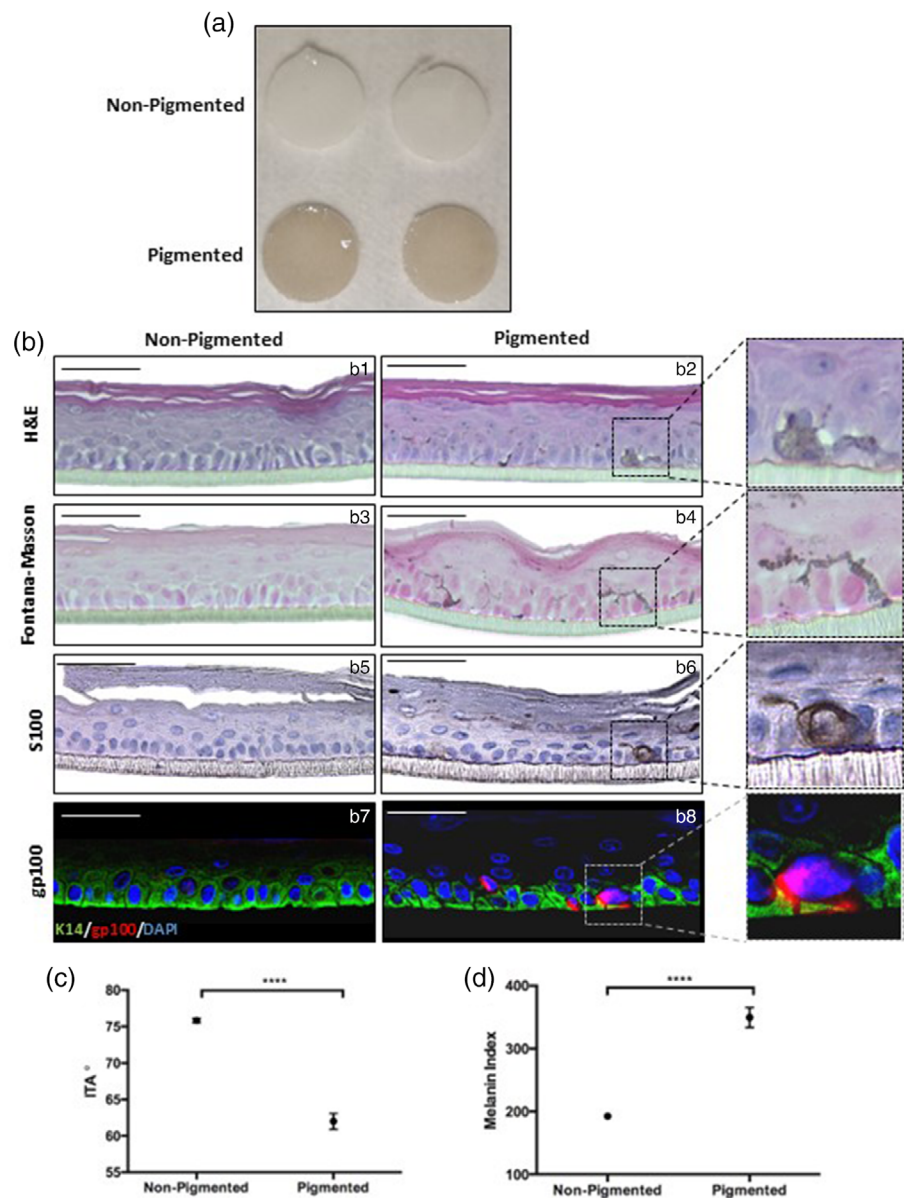 (a)
Non-Pigmented
Pigmented
(b)
Non-Pigmented Pigmented
H&E
b1
b2
Fontana-Masson
b3
b4
S100
b5
b6
gp100
b7
b8
K14/gp100/DAPI
(c)
****
ITA °
80
75
70
65
60
55
Non-Pigmented Pigmented
(d)
****
Melanin Index
400
300
200
100
Non-Pigmented Pigmented